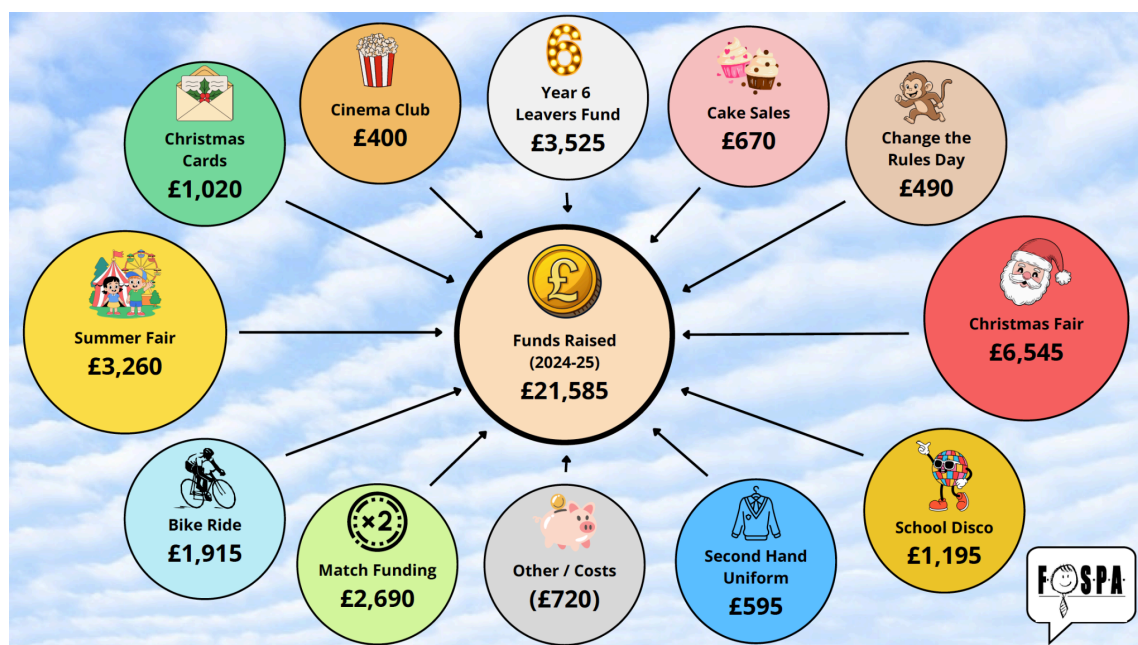 Christmas
Cards
£1,020
Cinema Club
£400
6
Year 6
Leavers Fund
£3,525
Cake Sales
£670
Change the
Rules Day
£490
Summer Fair
£3,260
£
Funds Raised
(2024-25)
£21,585
Christmas Fair
£6,545
Bike Ride
£1,915
×2
Match Funding
£2,690
Other / Costs
(£720)
Second Hand
Uniform
£595
School Disco
£1,195
F·O·S·P·A·